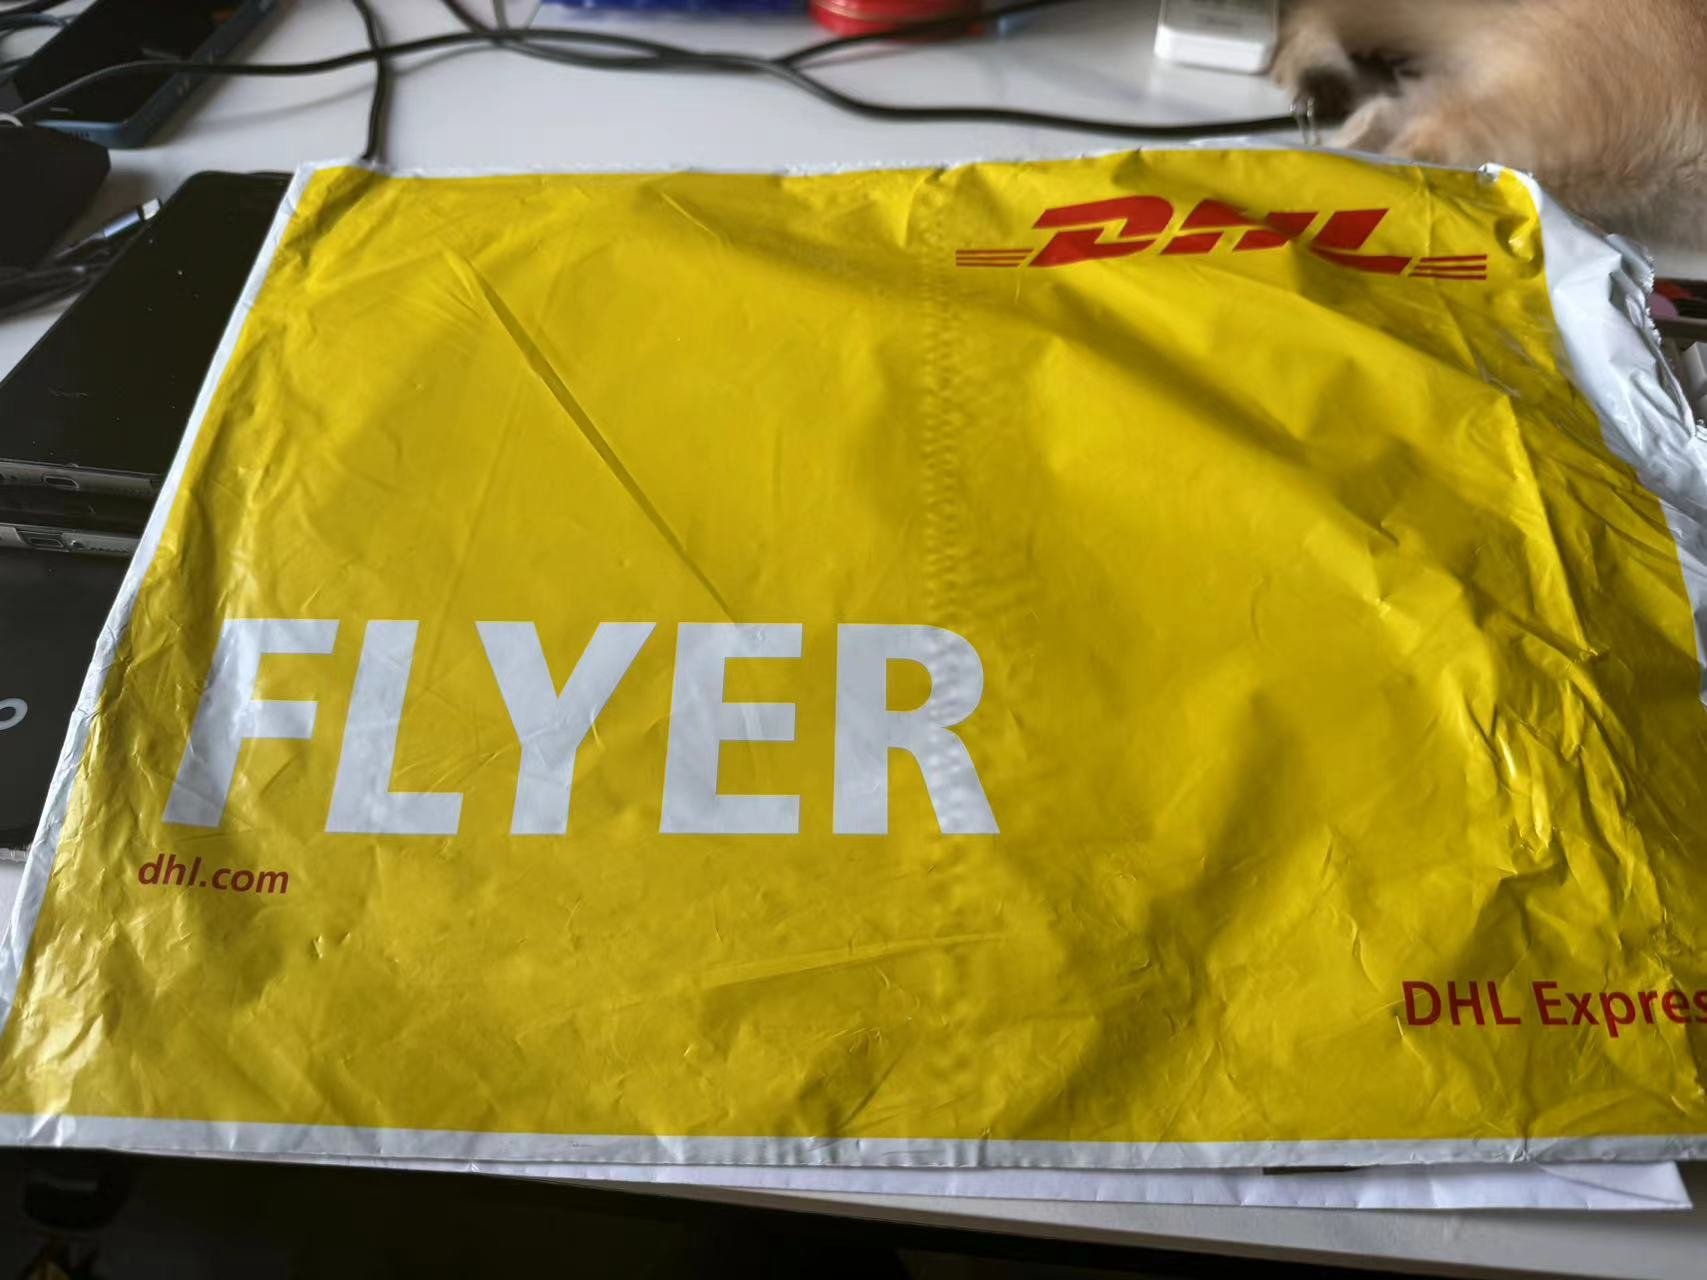 DHL
FLYER
dhl.com
DHL Expres